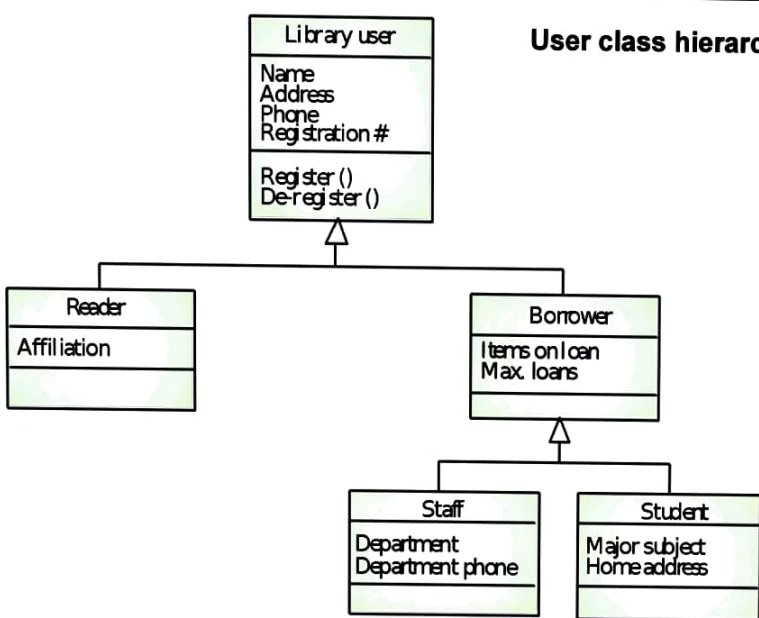 Library user
User class hierarc
Name
Address
Phone
Registration #
Register ()
De-register ()
Reader
Affiliation
Borrower
Items on loan
Max. loans
Staff
Department
Department phone
Student
Major subject
Home address